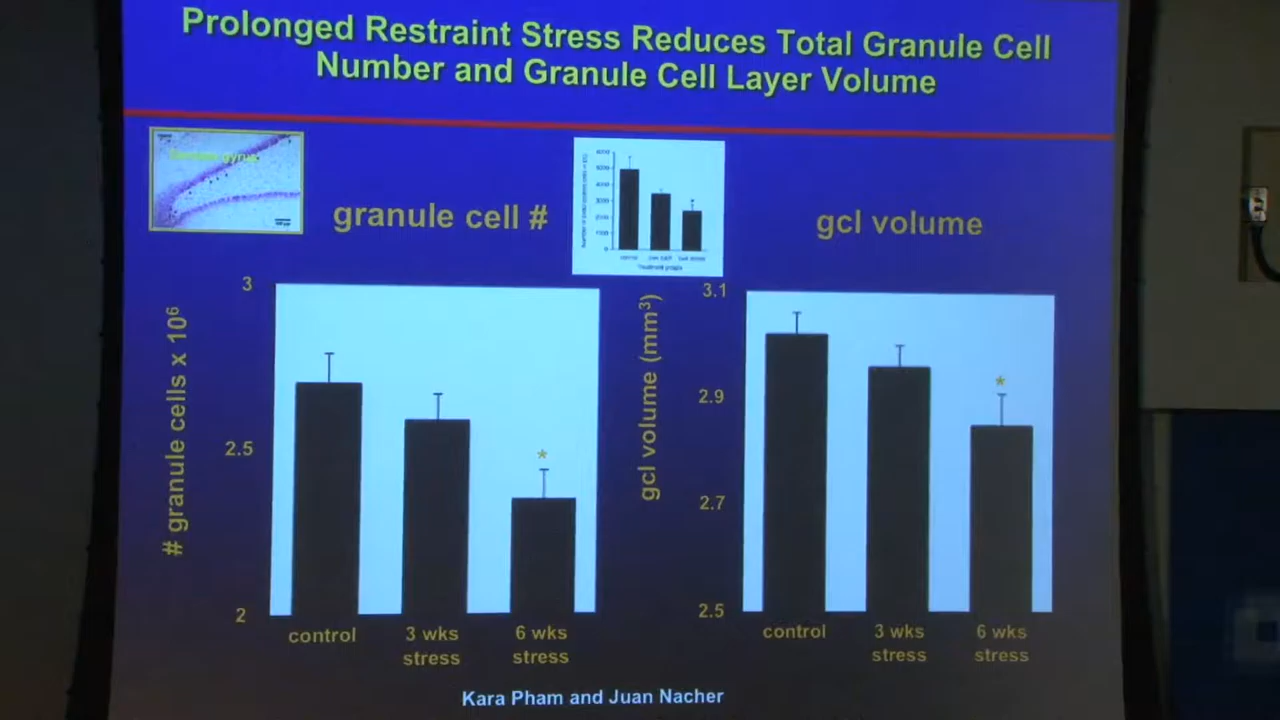 Prolonged Restraint Stress Reduces Total Granule Cell
Number and Granule Cell Layer Volume
granule cell #
gcl volume
# granule cells x 10⁶
3
2.5
2
control
3 wks
stress
6 wks
stress
*
gcl volume (mm³)
3.1
2.9
2.7
2.5
control
3 wks
stress
6 wks
stress
*
Kara Pham and Juan Nacher